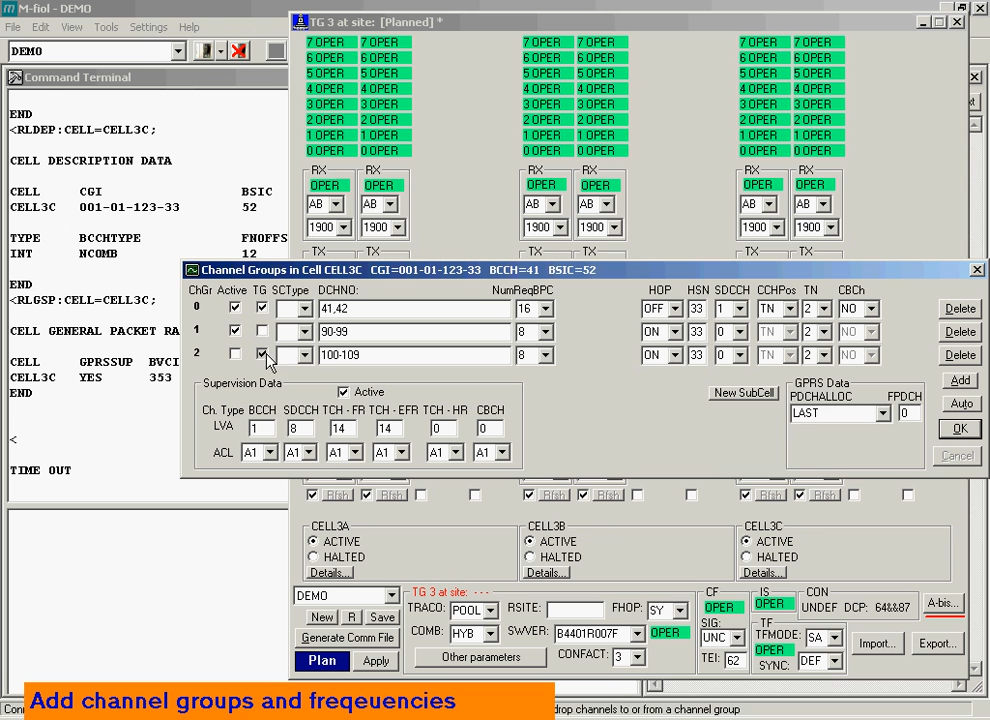 M-fiol - DEMO
File Edit View Tools Settings Help
DEMO
Command Terminal
END
<RLDEP:CELL=CELL3C;
CELL DESCRIPTION DATA
CELL CGI BSIC
CELL3C 001-01-123-33 52
TYPE BCCHTYPE FNOFFS
INT NCOMB 12
END
<RLGSP:CELL=CELL3C;
CELL GENERAL PACKET RA
CELL GPRSSUP BVCI
CELL3C YES 353
END
<
TIME OUT
TG 3 at site: [Planned] *
7 OPER 7 OPER 7 OPER 7 OPER 7 OPER 7 OPER
6 OPER 6 OPER 6 OPER 6 OPER 6 OPER 6 OPER
5 OPER 5 OPER 5 OPER 5 OPER 5 OPER 5 OPER
4 OPER 4 OPER 4 OPER 4 OPER 4 OPER 4 OPER
3 OPER 3 OPER 3 OPER 3 OPER 3 OPER 3 OPER
2 OPER 2 OPER 2 OPER 2 OPER 2 OPER 2 OPER
1 OPER 1 OPER 1 OPER 1 OPER 1 OPER 1 OPER
0 OPER 0 OPER 0 OPER 0 OPER 0 OPER 0 OPER
RX RX RX RX RX RX
OPER OPER OPER OPER OPER OPER
AB AB AB AB AB AB
1900 1900 1900 1900 1900 1900
TX TX TX TX TX TX
Channel Groups in Cell CELL3C CGI=001-01-123-33 BCCH=41 BSIC=52
ChGr Active TG SCType DCHNO: NumReqBPC HOP HSN SDCCH CCHPos TN CBCh
0 41,42 16 OFF 33 1 TN 2 NO Delete
1 90-99 8 ON 33 0 TN 2 NO Delete
2 100-109 8 ON 33 0 TN 2 NO Delete
Supervision Data
Active
Ch. Type BCCH SDCCH TCH - FR TCH - EFR TCH - HR CBCH
LVA 1 8 14 14 0 0
ACL A1 A1 A1 A1 A1 A1
New SubCell
GPRS Data
PDCHALLOC FPDCH
LAST 0
Add
Auto
OK
Cancel
Rfsh Rfsh Rfsh Rfsh Rfsh Rfsh
CELL3A CELL3B CELL3C
ACTIVE ACTIVE ACTIVE
HALTED HALTED HALTED
Details... Details... Details...
DEMO
New R Save
Generate Comm File
Plan Apply
TG 3 at site: ---
TRACO: POOL RSITE: FHOP: SY
COMB: HYB SWVER: B4401R007F OPER
Other parameters CONFACT: 3
CF
OPER
SIG:
UNC
TEI: 62
IS
OPER
TF
TFMODE: SA
OPER
SYNC: DEF
CON
UNDEF DCP: 64&&87
A-bis...
Import... Export...
Add channel groups and freqeuencies
drop channels to or from a channel group